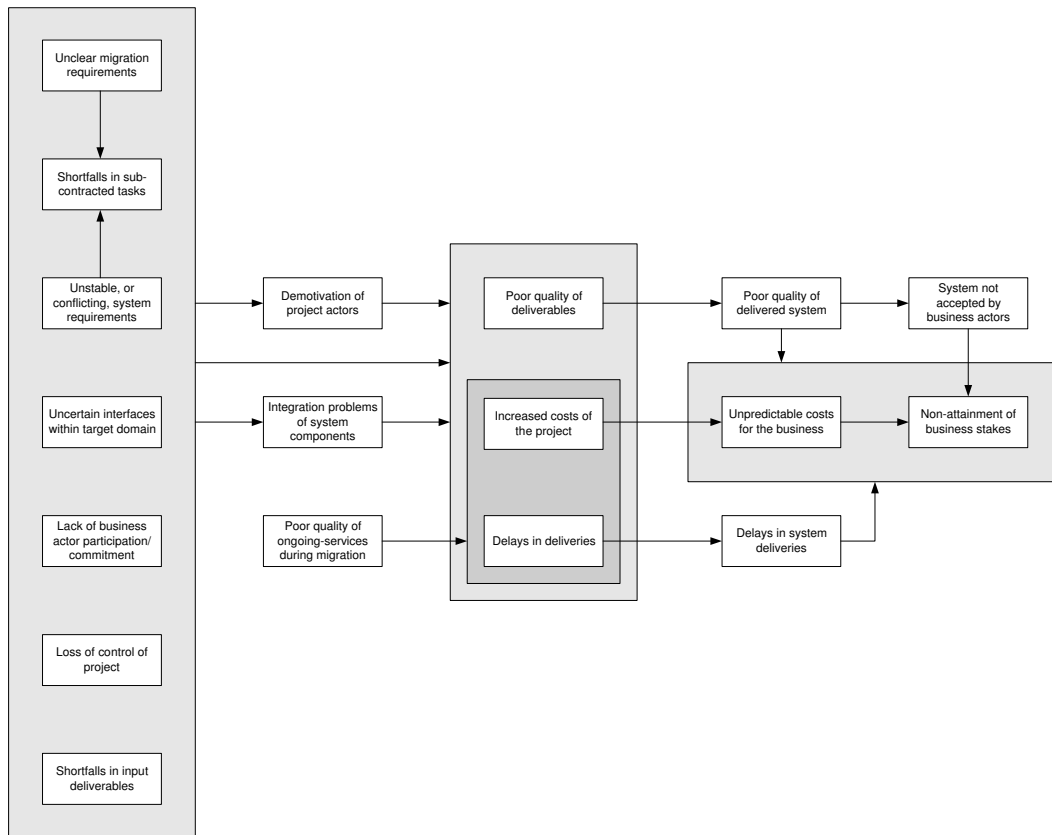 Unclear migration
requirements
Shortfalls in sub-
contracted tasks
Unstable, or
conflicting, system
requirements
Demotivation of
project actors
Poor quality of
deliverables
Poor quality of
delivered system
System not
accepted by
business actors
Uncertain interfaces
within target domain
Integration problems
of system
components
Increased costs of
the project
Unpredictable costs
for the business
Non-attainment of
business stakes
Lack of business
actor participation/
commitment
Poor quality of
ongoing-services
during migration
Delays in deliveries
Delays in system
deliveries
Loss of control of
project
Shortfalls in input
deliverables